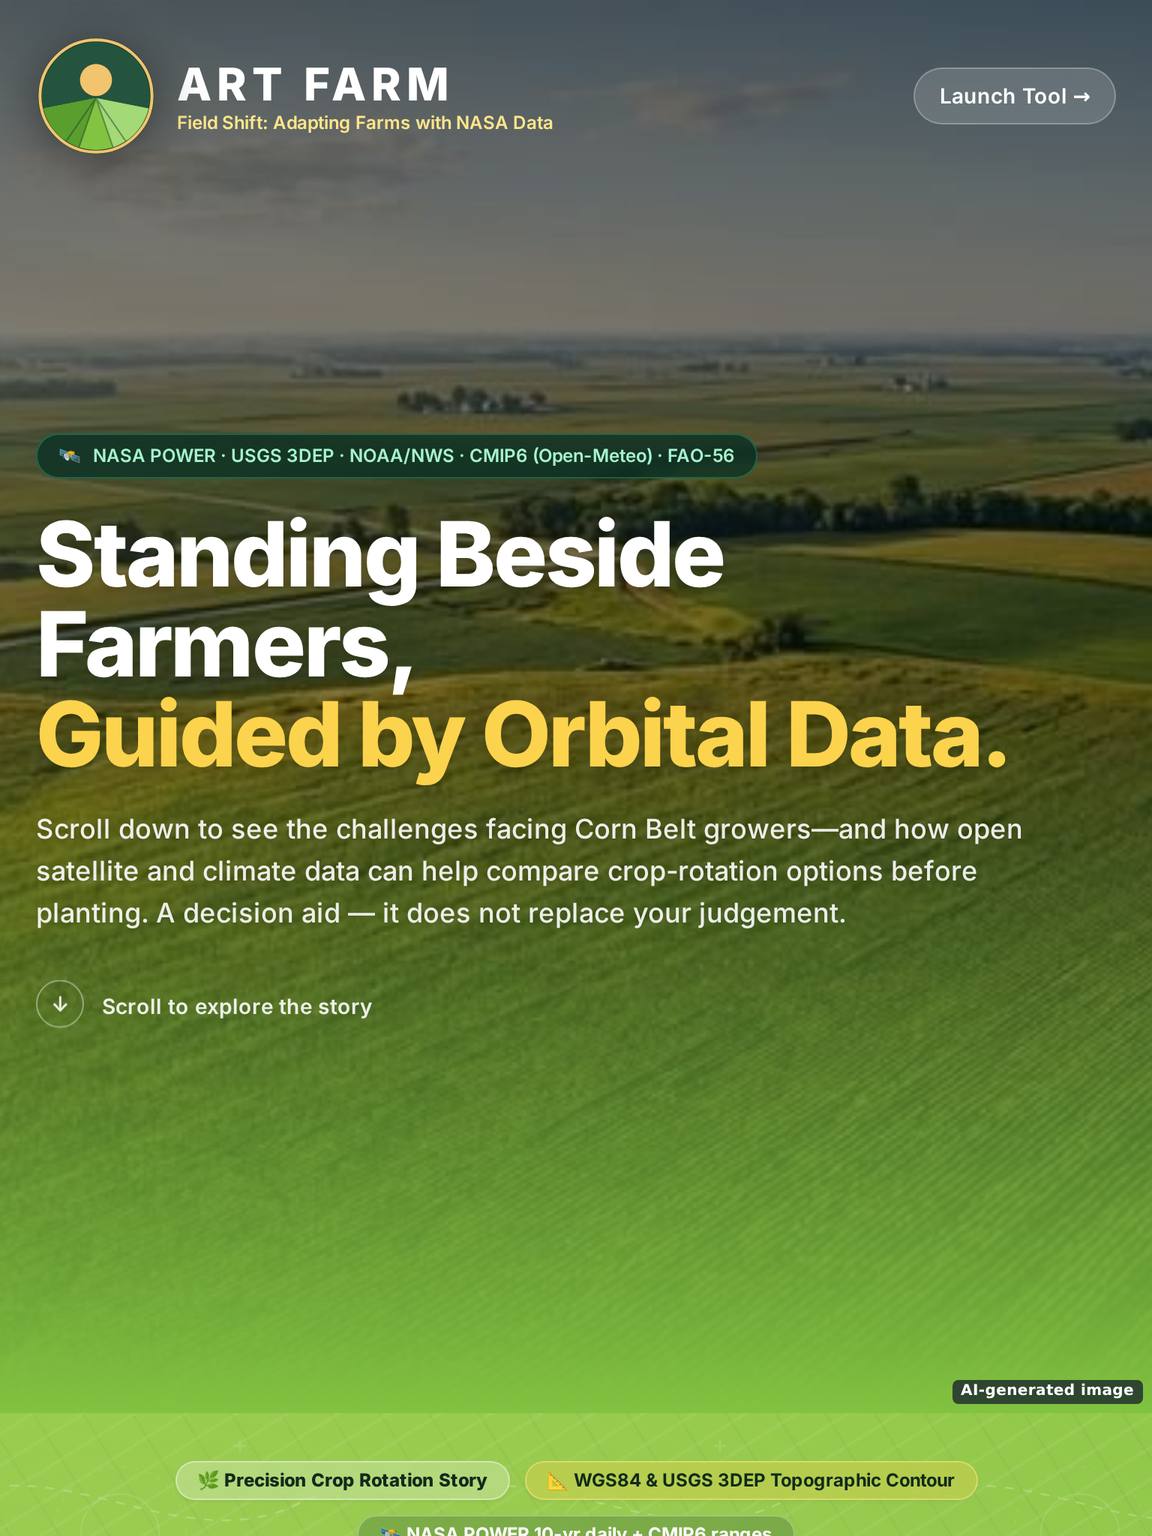 ART FARM
Field Shift: Adapting Farms with NASA Data
Launch Tool →
NASA POWER · USGS 3DEP · NOAA/NWS · CMIP6 (Open-Meteo) · FAO-56
Standing Beside
Farmers,
Guided by Orbital Data.
Scroll down to see the challenges facing Corn Belt growers—and how open
satellite and climate data can help compare crop-rotation options before
planting. A decision aid — it does not replace your judgement.
Scroll to explore the story
AI-generated image
Precision Crop Rotation Story
WGS84 & USGS 3DEP Topographic Contour
NASA POWER 10-yr daily + CMIP6 ranges